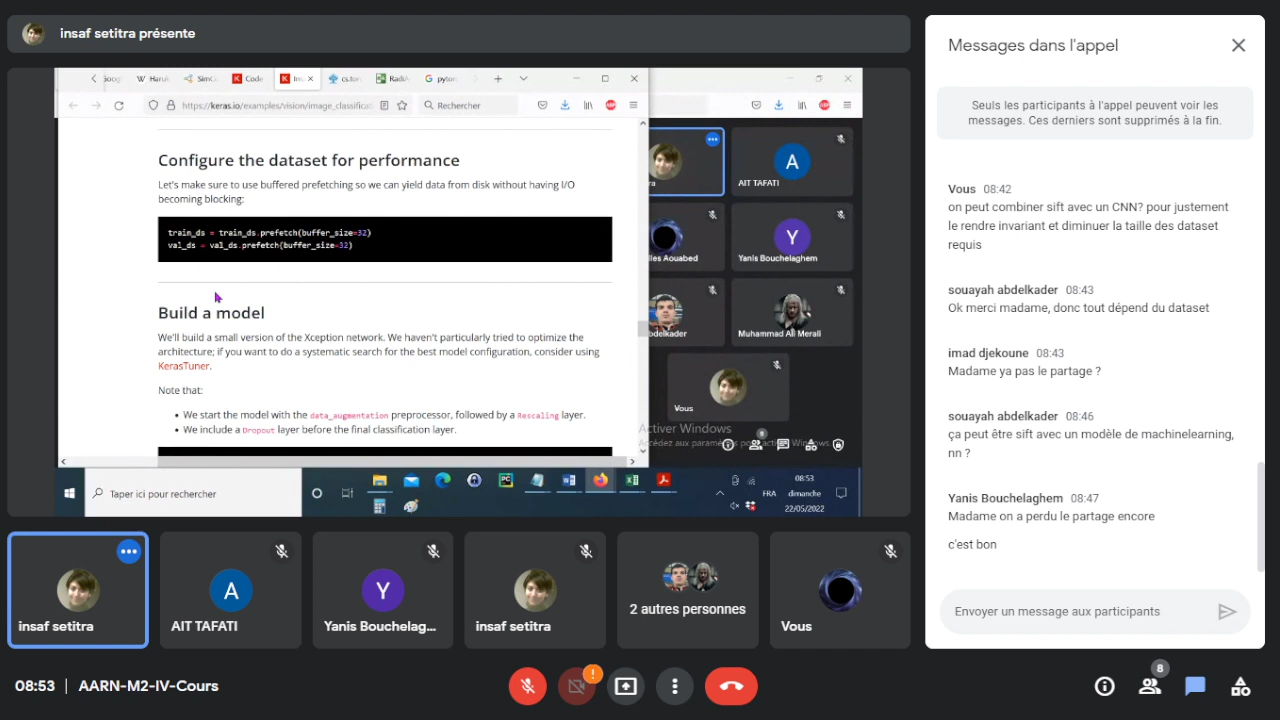 insaf setitra présente
Code
https://keras.io/examples/vision/image_classificat
Rechercher
Configure the dataset for performance
Let's make sure to use buffered prefetching so we can yield data from disk without having I/O
becoming blocking:
train_ds = train_ds.prefetch(buffer_size=32)
val_ds = val_ds.prefetch(buffer_size=32)
Build a model
We'll build a small version of the Xception network. We haven't particularly tried to optimize the
architecture; if you want to do a systematic search for the best model configuration, consider using
KerasTuner.
Note that:
• We start the model with the data_augmentation preprocessor, followed by a Rescaling layer.
• We include a Dropout layer before the final classification layer.
AIT TAFATI
Yanis Bouchelaghem
Muhammad Ali Merali
Vous
Activer Windows
Taper ici pour rechercher
FRA
08:53
dimanche
22/05/2022
insaf setitra
AIT TAFATI
Yanis Bouchelag...
insaf setitra
2 autres personnes
Vous
08:53 | AARN-M2-IV-Cours
Messages dans l'appel
Seuls les participants à l'appel peuvent voir les
messages. Ces derniers sont supprimés à la fin.
Vous 08:42
on peut combiner sift avec un CNN? pour justement
le rendre invariant et diminuer la taille des dataset
requis
souayah abdelkader 08:43
Ok merci madame, donc tout dépend du dataset
imad djekoune 08:43
Madame ya pas le partage ?
souayah abdelkader 08:46
ça peut être sift avec un modèle de machinelearning,
nn ?
Yanis Bouchelaghem 08:47
Madame on a perdu le partage encore
c'est bon
Envoyer un message aux participants
8